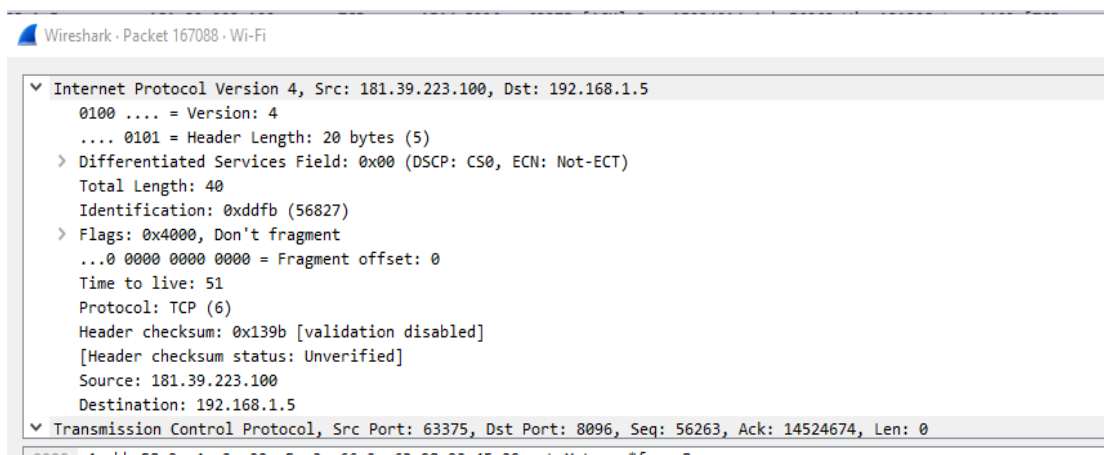 Wireshark · Packet 167088 · Wi-Fi
Internet Protocol Version 4, Src: 181.39.223.100, Dst: 192.168.1.5
0100 .... = Version: 4
.... 0101 = Header Length: 20 bytes (5)
Differentiated Services Field: 0x00 (DSCP: CS0, ECN: Not-ECT)
Total Length: 40
Identification: 0xddfb (56827)
Flags: 0x4000, Don't fragment
...0 0000 0000 0000 = Fragment offset: 0
Time to live: 51
Protocol: TCP (6)
Header checksum: 0x139b [validation disabled]
[Header checksum status: Unverified]
Source: 181.39.223.100
Destination: 192.168.1.5
Transmission Control Protocol, Src Port: 63375, Dst Port: 8096, Seq: 56263, Ack: 14524674, Len: 0